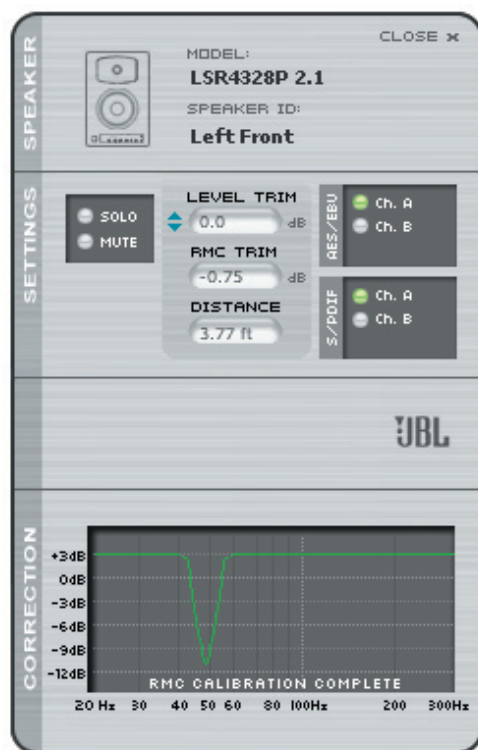 SPEAKER
CLOSE x
MODEL:
LSR4328P 2.1
SPEAKER ID:
Left Front
SETTINGS
SOLO
MUTE
LEVEL TRIM
0.0 dB
RMC TRIM
-0.75 dB
DISTANCE
3.77 ft
AES/EBU
Ch. A
Ch. B
S/PDIF
Ch. A
Ch. B
JBL
CORRECTION
+3dB
0dB
-3dB
-6dB
-9dB
-12dB
RMC CALIBRATION COMPLETE
20 Hz 30 40 50 60 80 100Hz 200 300Hz